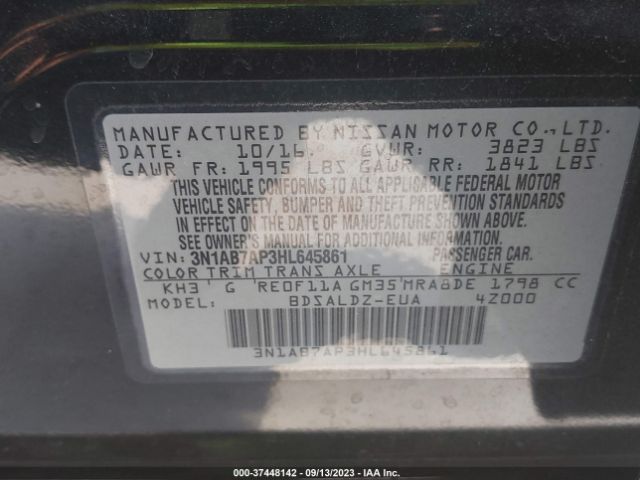 MANUFACTURED BY NISSAN MOTOR CO.,LTD.
DATE: 10/16. GVWR: 3823 LBS
GAWR FR: 1995 LBS GAWR RR: 1841 LBS
THIS VEHICLE CONFORMS TO ALL APPLICABLE FEDERAL MOTOR
VEHICLE SAFETY, BUMPER AND THEFT PREVENTION STANDARDS
IN EFFECT ON THE DATE OF MANUFACTURE SHOWN ABOVE.
SEE OWNER'S MANUAL FOR ADDITIONAL INFORMATION.
VIN: 3N1AB7AP3HL645861 PASSENGER CAR.
COLOR TRIM TRANS AXLE ENGINE
KH3 G RE0F11A GM35 MRA8DE 1798 CC
MODEL: BDSALDZ-EUA 4Z000
3N1AB7AP3HL645861
000-37448142 - 09/13/2023 - IAAI.com